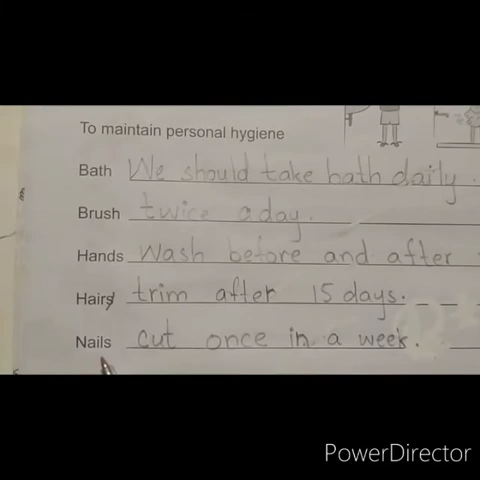 To maintain personal hygiene
Bath We should take bath daily.
Brush twice a day.
Hands wash before and after
Hairs trim after 15 days.
Nails cut once in a week.
PowerDirector